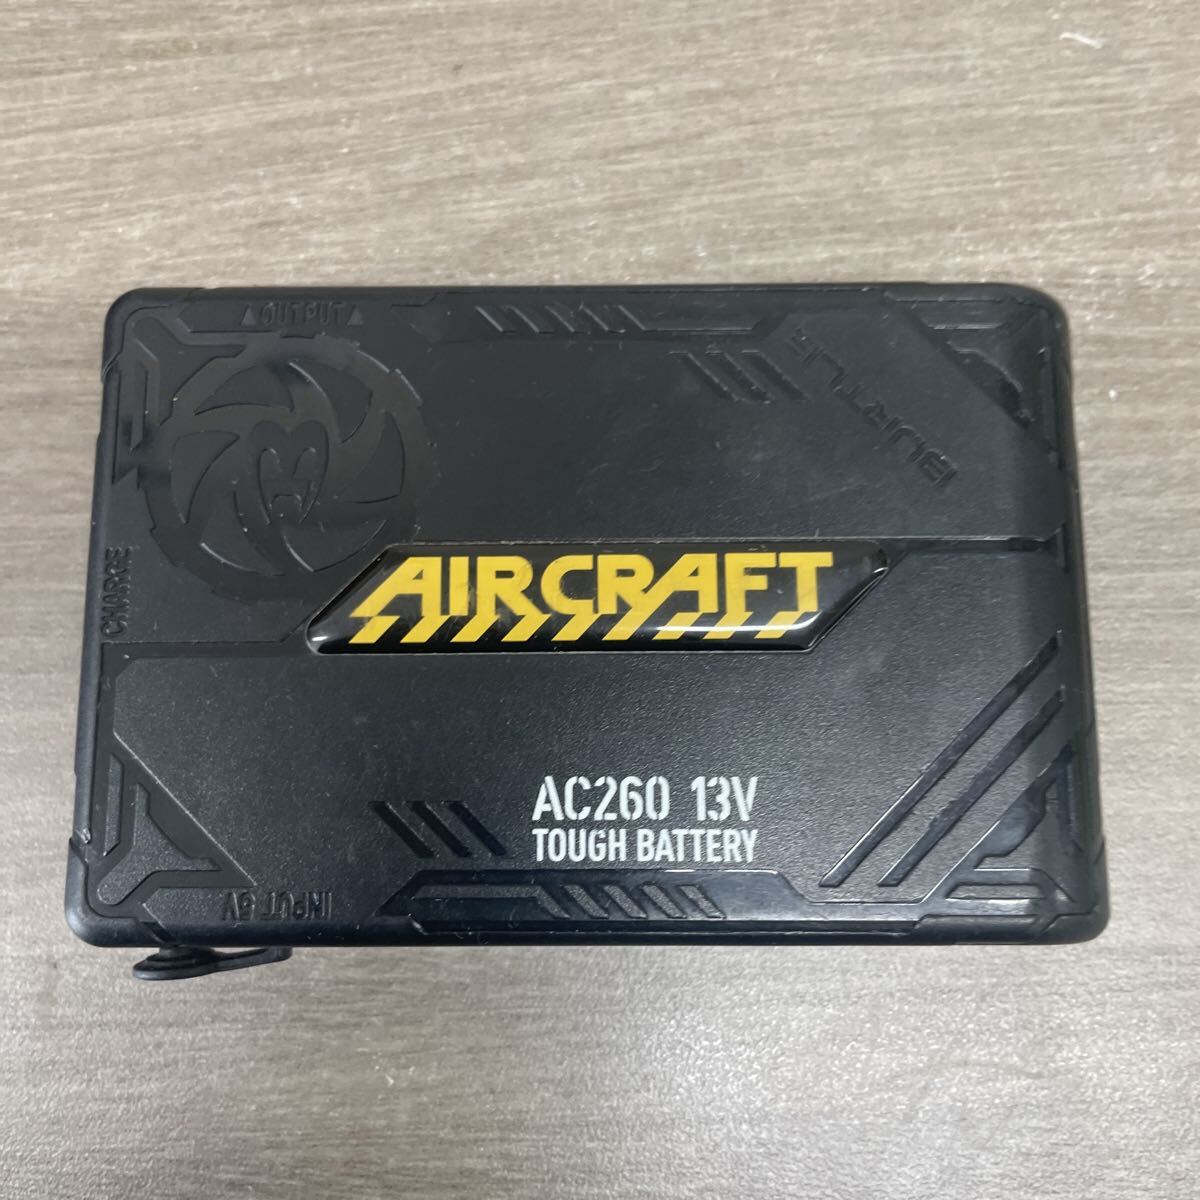 ▲OUTPUT▲
BURTLE
CHARGE
AIRCRAFT
AC260 13V
TOUGH BATTERY
INPUT 5V